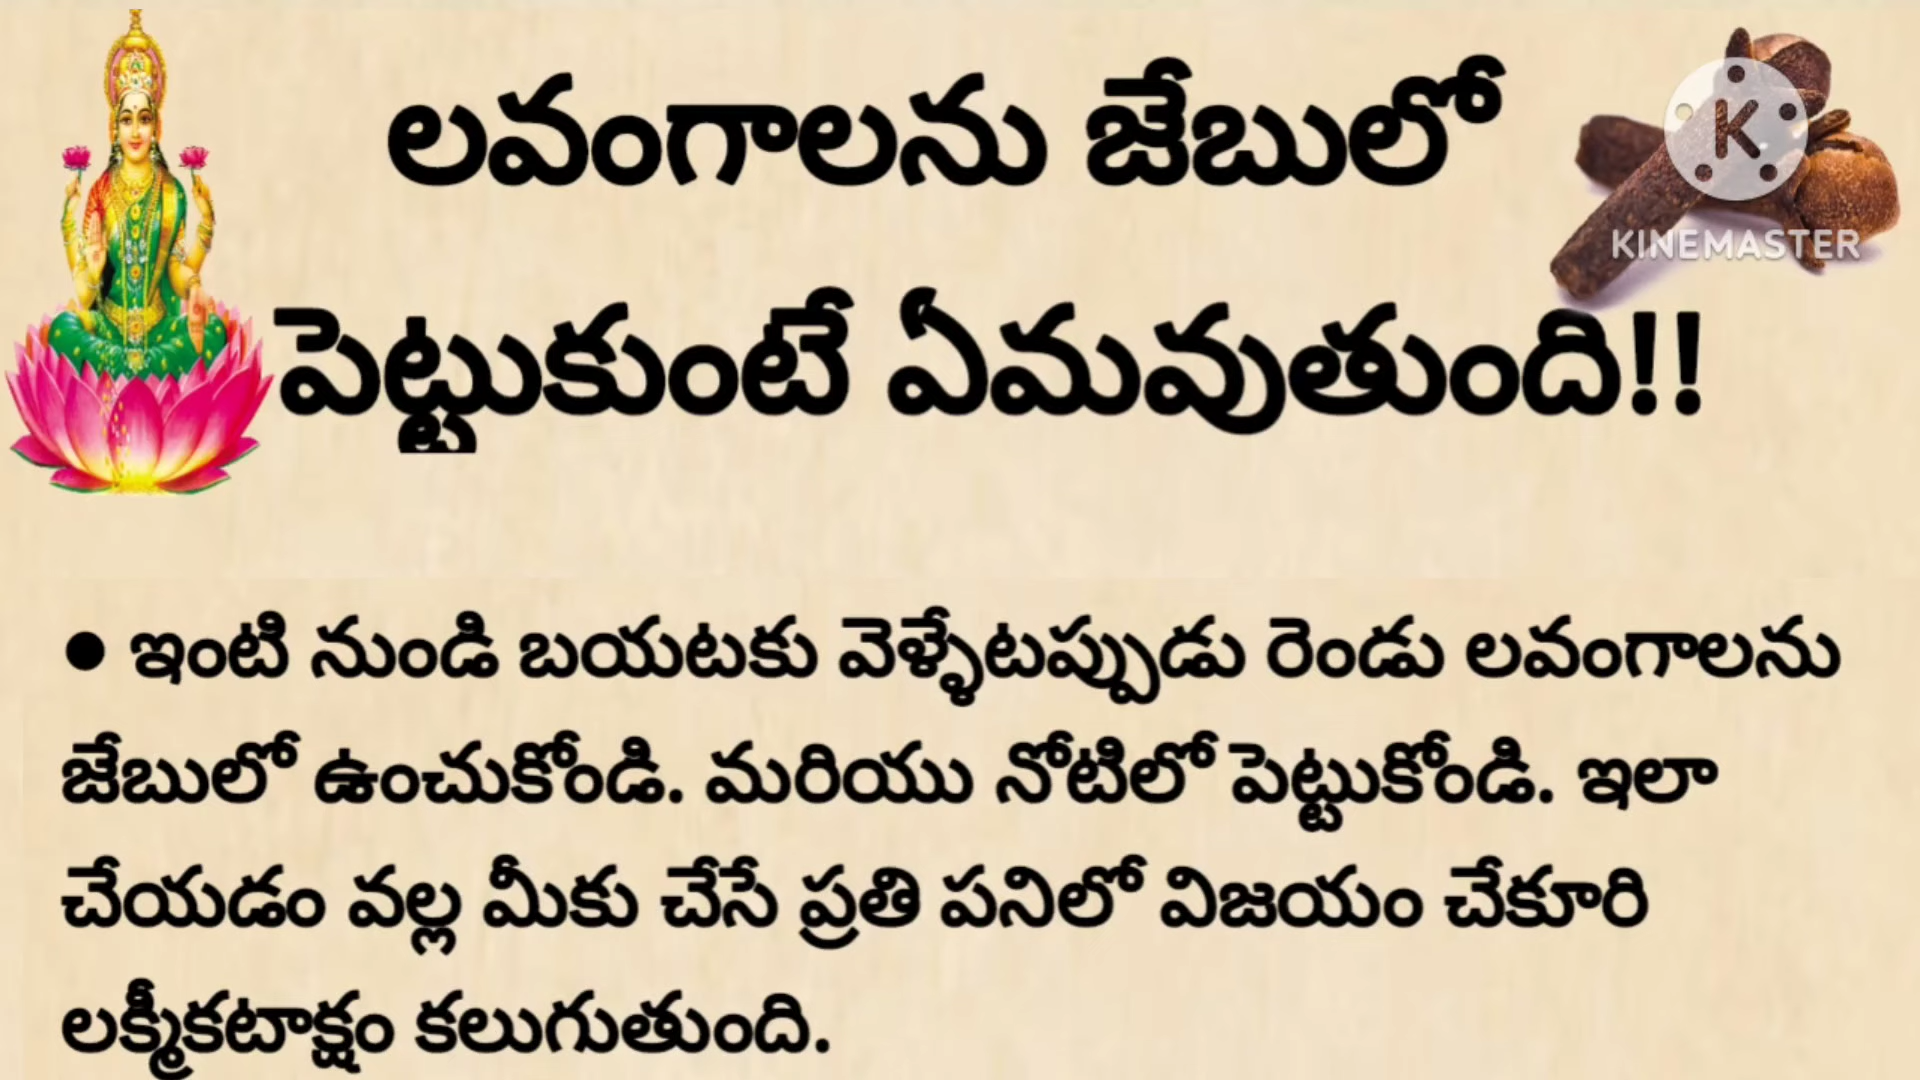 లవంగాలను జేబులో
పెట్టుకుంటే ఏమవుతుంది!!
K
KINEMASTER
● ఇంటి నుండి బయటకు వెళ్ళేటప్పుడు రెండు లవంగాలను
జేబులో ఉంచుకోండి. మరియు నోటిలో పెట్టుకోండి. ఇలా
చేయడం వల్ల మీకు చేసే ప్రతి పనిలో విజయం చేకూరి
లక్ష్మీకటాక్షం కలుగుతుంది.